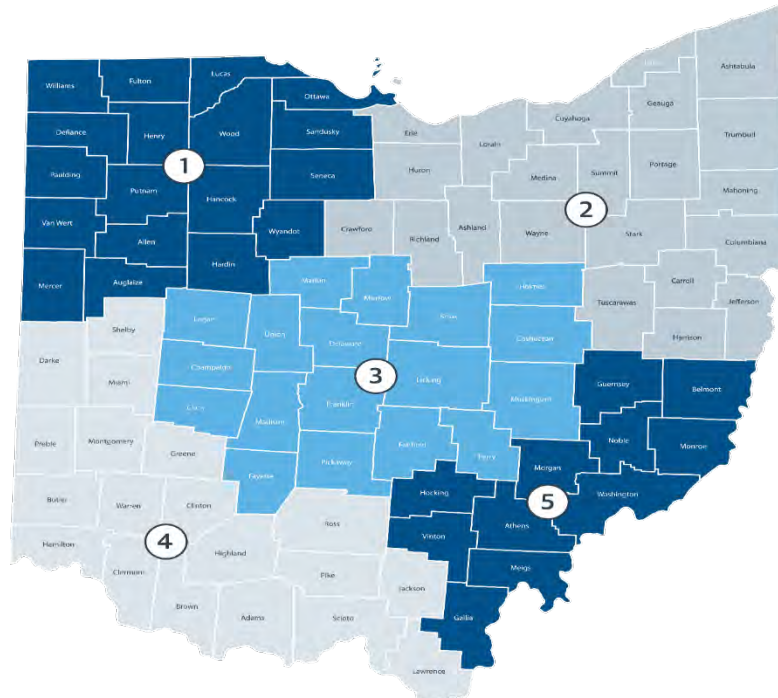 Williams
Fulton
Lucas
Ottawa
Defiance
Henry
Wood
Sandusky
Paulding
1
Putnam
Hancock
Seneca
Van Wert
Allen
Wyandot
Mercer
Auglaize
Hardin
Ashtabula
Geauga
Cuyahoga
Erie
Lorain
Trumbull
Huron
Medina
Summit
Portage
Mahoning
2
Crawford
Richland
Ashland
Wayne
Stark
Columbiana
Tuscarawas
Carroll
Jefferson
Harrison
Marion
Morrow
Holmes
Logan
Union
Knox
Coshocton
Delaware
Champaign
3
Licking
Muskingum
Clark
Madison
Franklin
Fairfield
Perry
Fayette
Pickaway
Shelby
Darke
Miami
Preble
Montgomery
Greene
Butler
Warren
Clinton
Ross
4
Hamilton
Highland
Clermont
Pike
Jackson
Brown
Adams
Scioto
Lawrence
Guernsey
Belmont
Noble
Monroe
Morgan
Washington
Hocking
5
Athens
Vinton
Meigs
Gallia